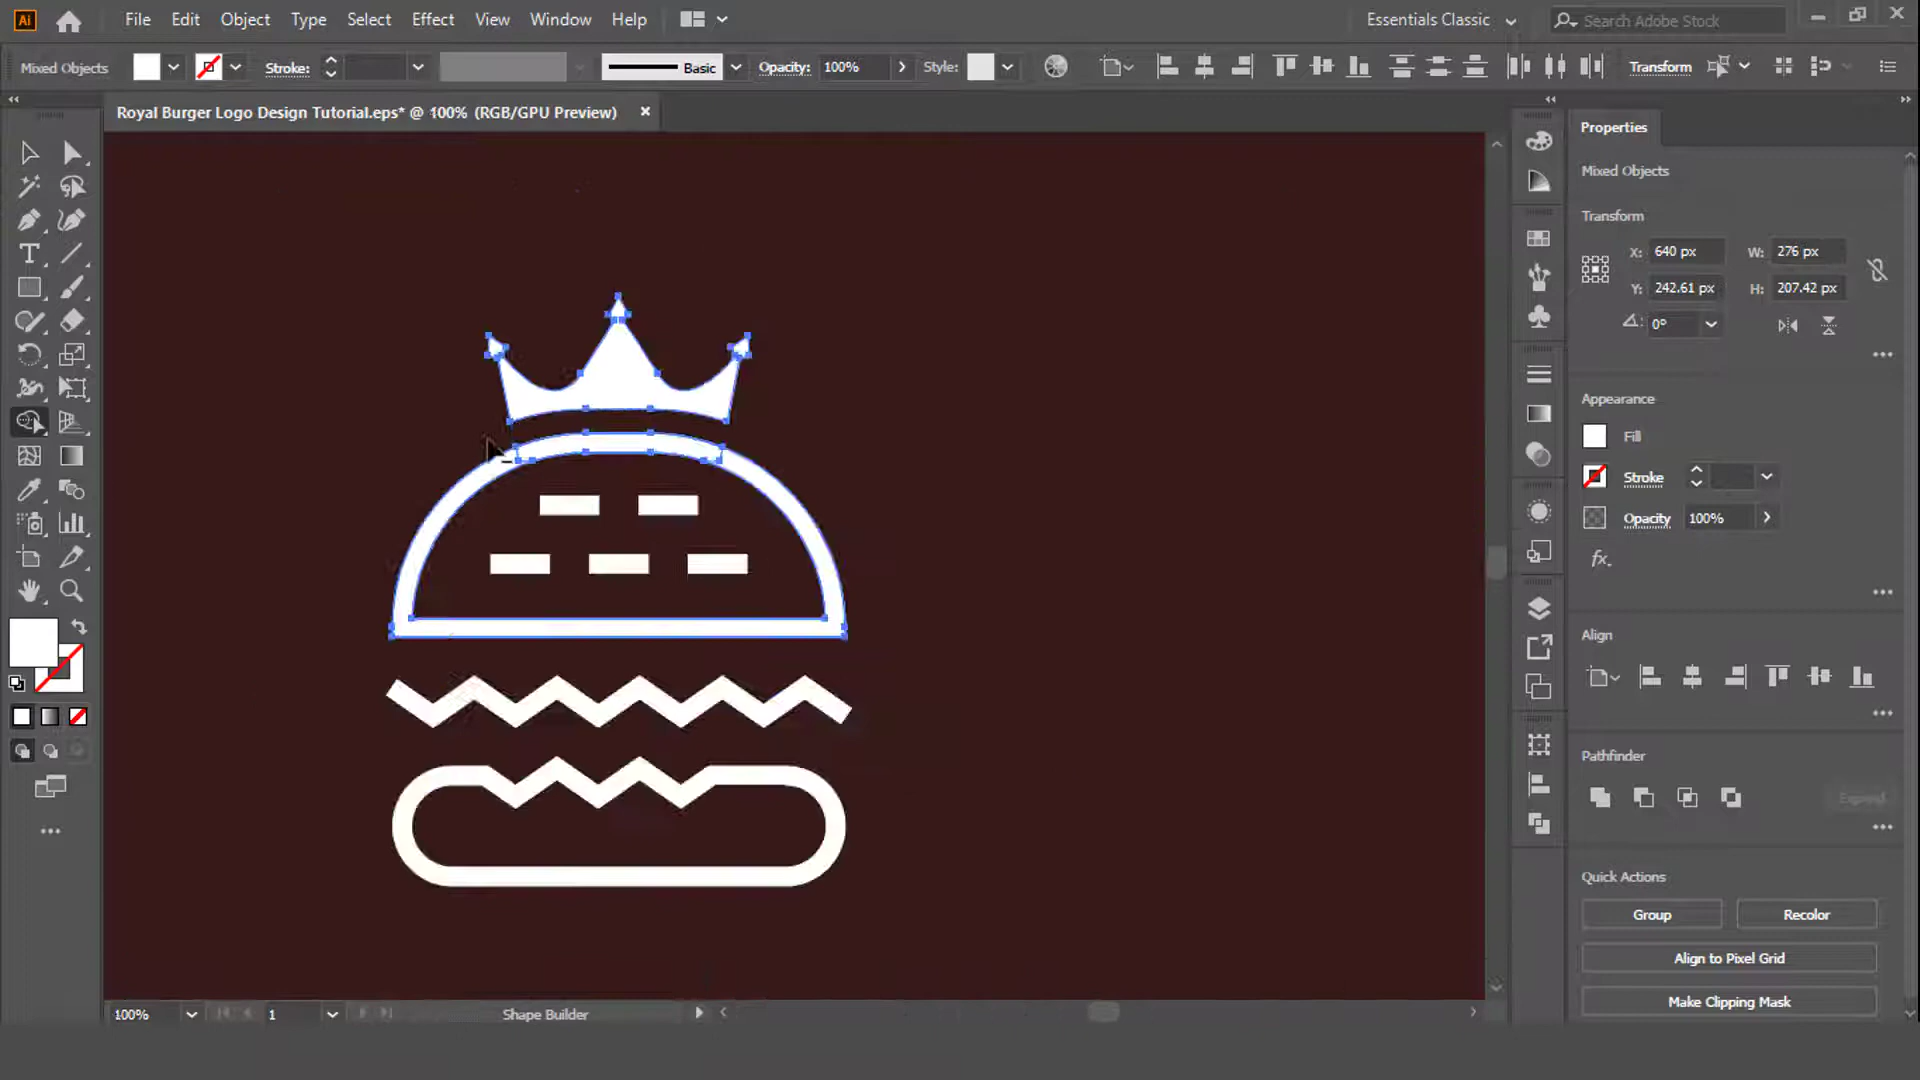 Ai File Edit Object Type Select Effect View Window Help Essentials Classic Search Adobe Stock
Mixed Objects Stroke: Basic Opacity: 100% Style: Transform
Royal Burger Logo Design Tutorial.eps* @ 100% (RGB/GPU Preview)
Properties
Mixed Objects
Transform
X: 640 px W: 276 px
Y: 242.61 px H: 207.42 px
0°
Appearance
Fill
Stroke
Opacity 100%
fx.
Align
Pathfinder
Expand
Quick Actions
Group Recolor
Align to Pixel Grid
Make Clipping Mask
100% 1 Shape Builder